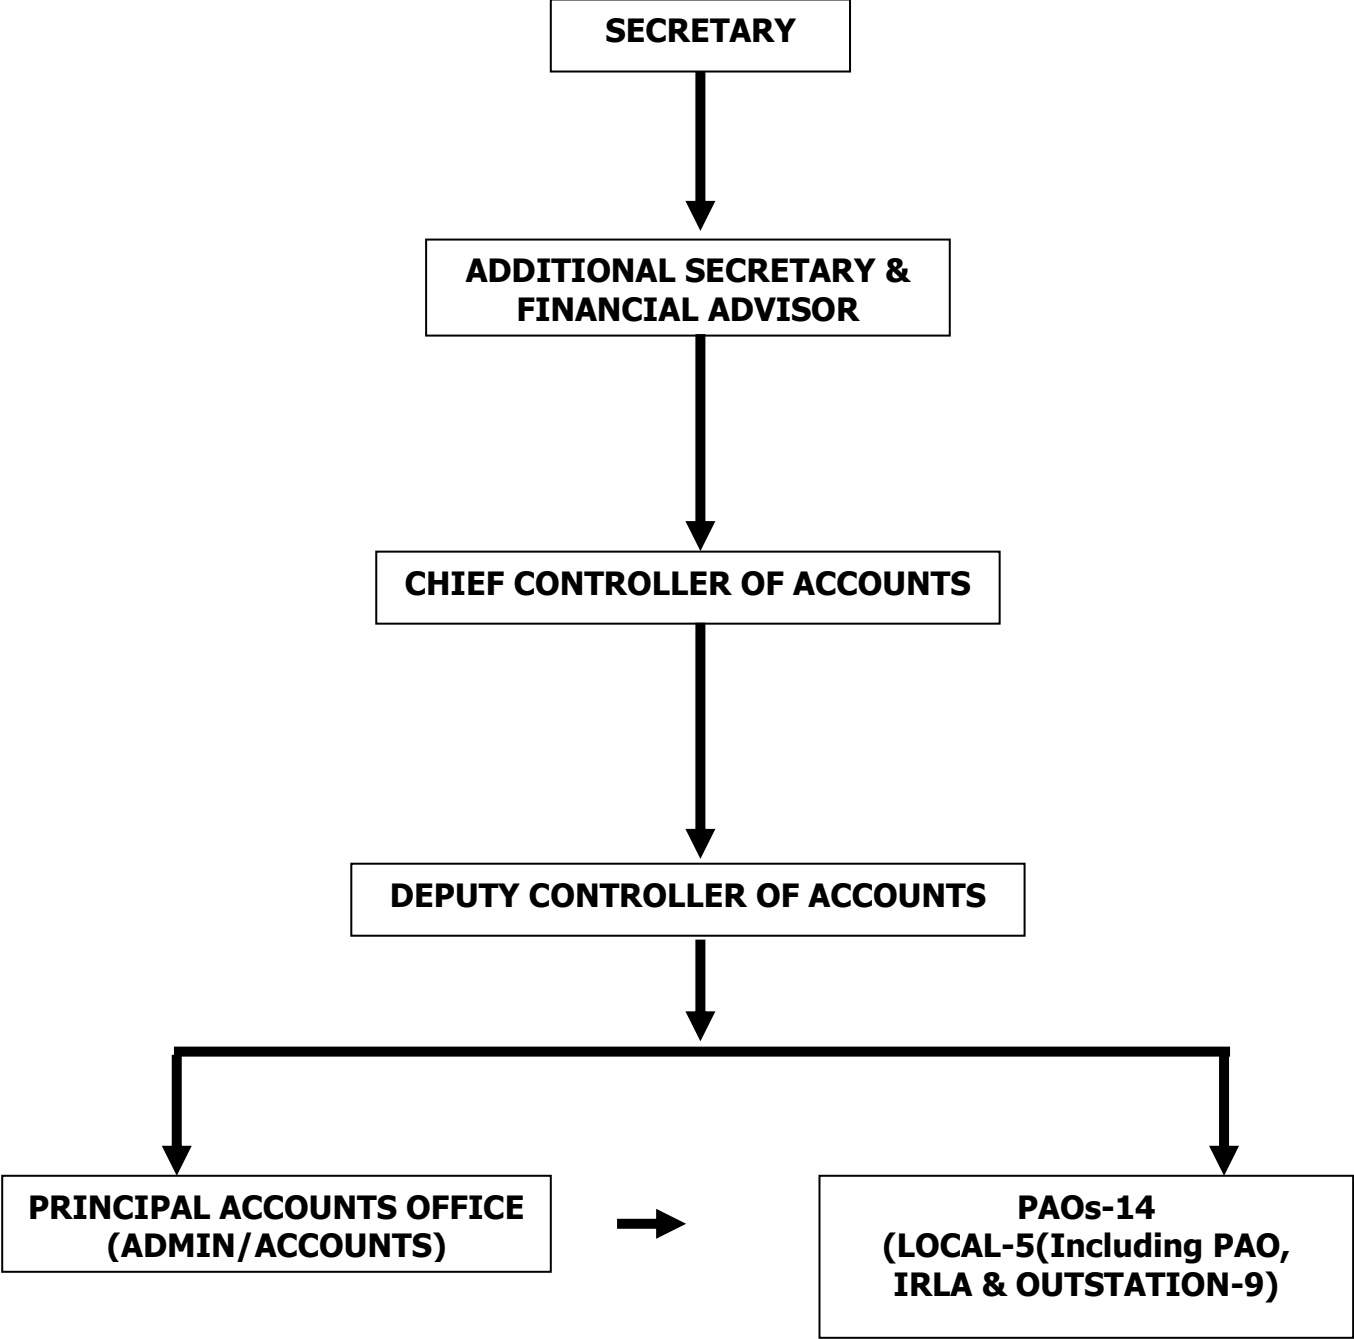 SECRETARY
ADDITIONAL SECRETARY &
FINANCIAL ADVISOR
CHIEF CONTROLLER OF ACCOUNTS
DEPUTY CONTROLLER OF ACCOUNTS
PRINCIPAL ACCOUNTS OFFICE
(ADMIN/ACCOUNTS)
PAOs-14
(LOCAL-5(Including PAO,
IRLA & OUTSTATION-9)